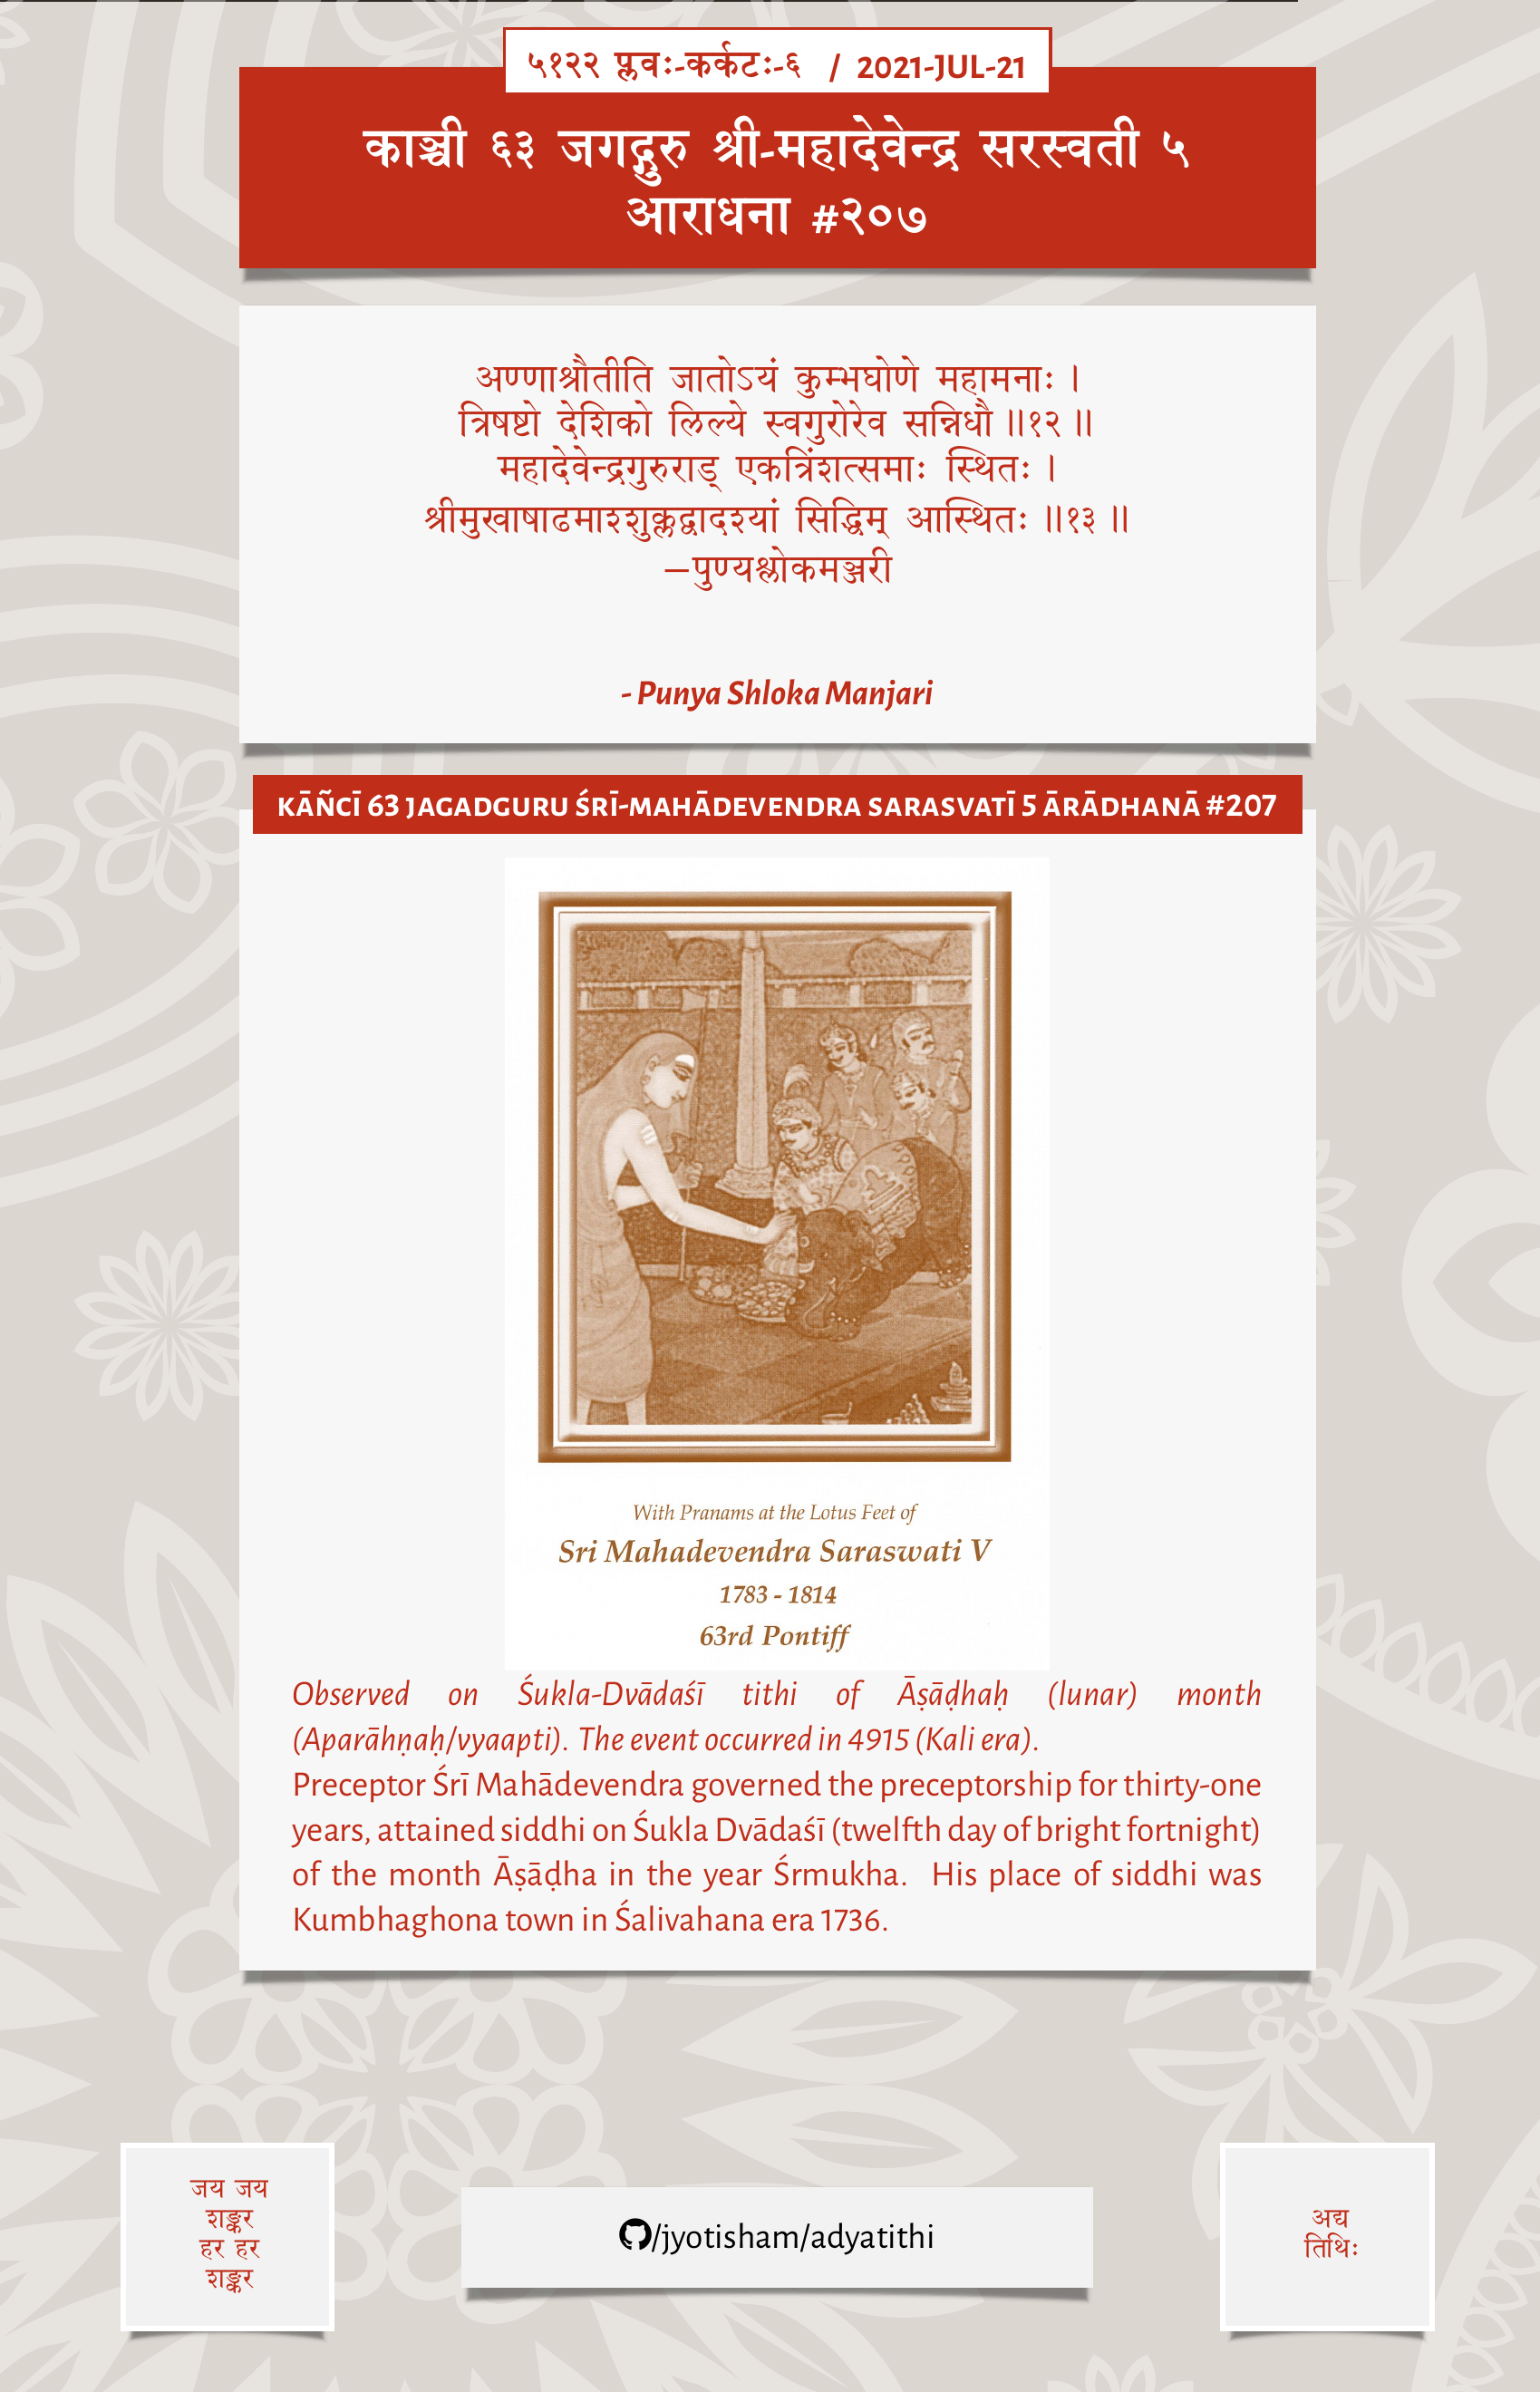 ५१२२ प्लवः-कर्कटः-६ / 2021-JUL-21
काञ्ची ६३ जगद्गुरु श्री-महादेवेन्द्र सरस्वती ५
आराधना #२०७
अण्णाश्रौतीति जातोऽयं कुम्भघोणे महामनाः ।
त्रिषष्टो देशिको लिल्ये स्वगुरोरेव सन्निधौ ॥१२ ॥
महादेवेन्द्रगुरुराड् एकत्रिंशत्समाः स्थितः ।
श्रीमुखाषाढमाश्शुक्लद्वादश्यां सिद्धिम् आस्थितः ॥१३ ॥
—पुण्यश्लोकमञ्जरी
- Punya Shloka Manjari
KĀÑCĪ 63 JAGADGURU ŚRĪ-MAHĀDEVENDRA SARASVATĪ 5 ĀRĀDHANĀ #207
With Pranams at the Lotus Feet of
Sri Mahadevendra Saraswati V
1783 - 1814
63rd Pontiff
Observed on Śukla-Dvādaśī tithi of Āṣāḍhaḥ (lunar) month
(Aparāhṇaḥ/vyaapti). The event occurred in 4915 (Kali era).
Preceptor Śrī Mahādevendra governed the preceptorship for thirty-one
years, attained siddhi on Śukla Dvādaśī (twelfth day of bright fortnight)
of the month Āṣāḍha in the year Śrmukha. His place of siddhi was
Kumbhaghona town in Śalivahana era 1736.
जय जय
शङ्कर
हर हर
शङ्कर
/jyotisham/adyatithi
अद्य
तिथिः